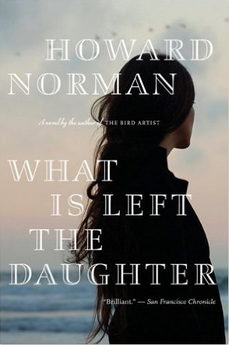 HOWARD
NORMAN
A novel by the author of THE BIRD ARTIST
WHAT
IS LEFT
THE
DAUGHTER
"Brilliant." — San Francisco Chronicle